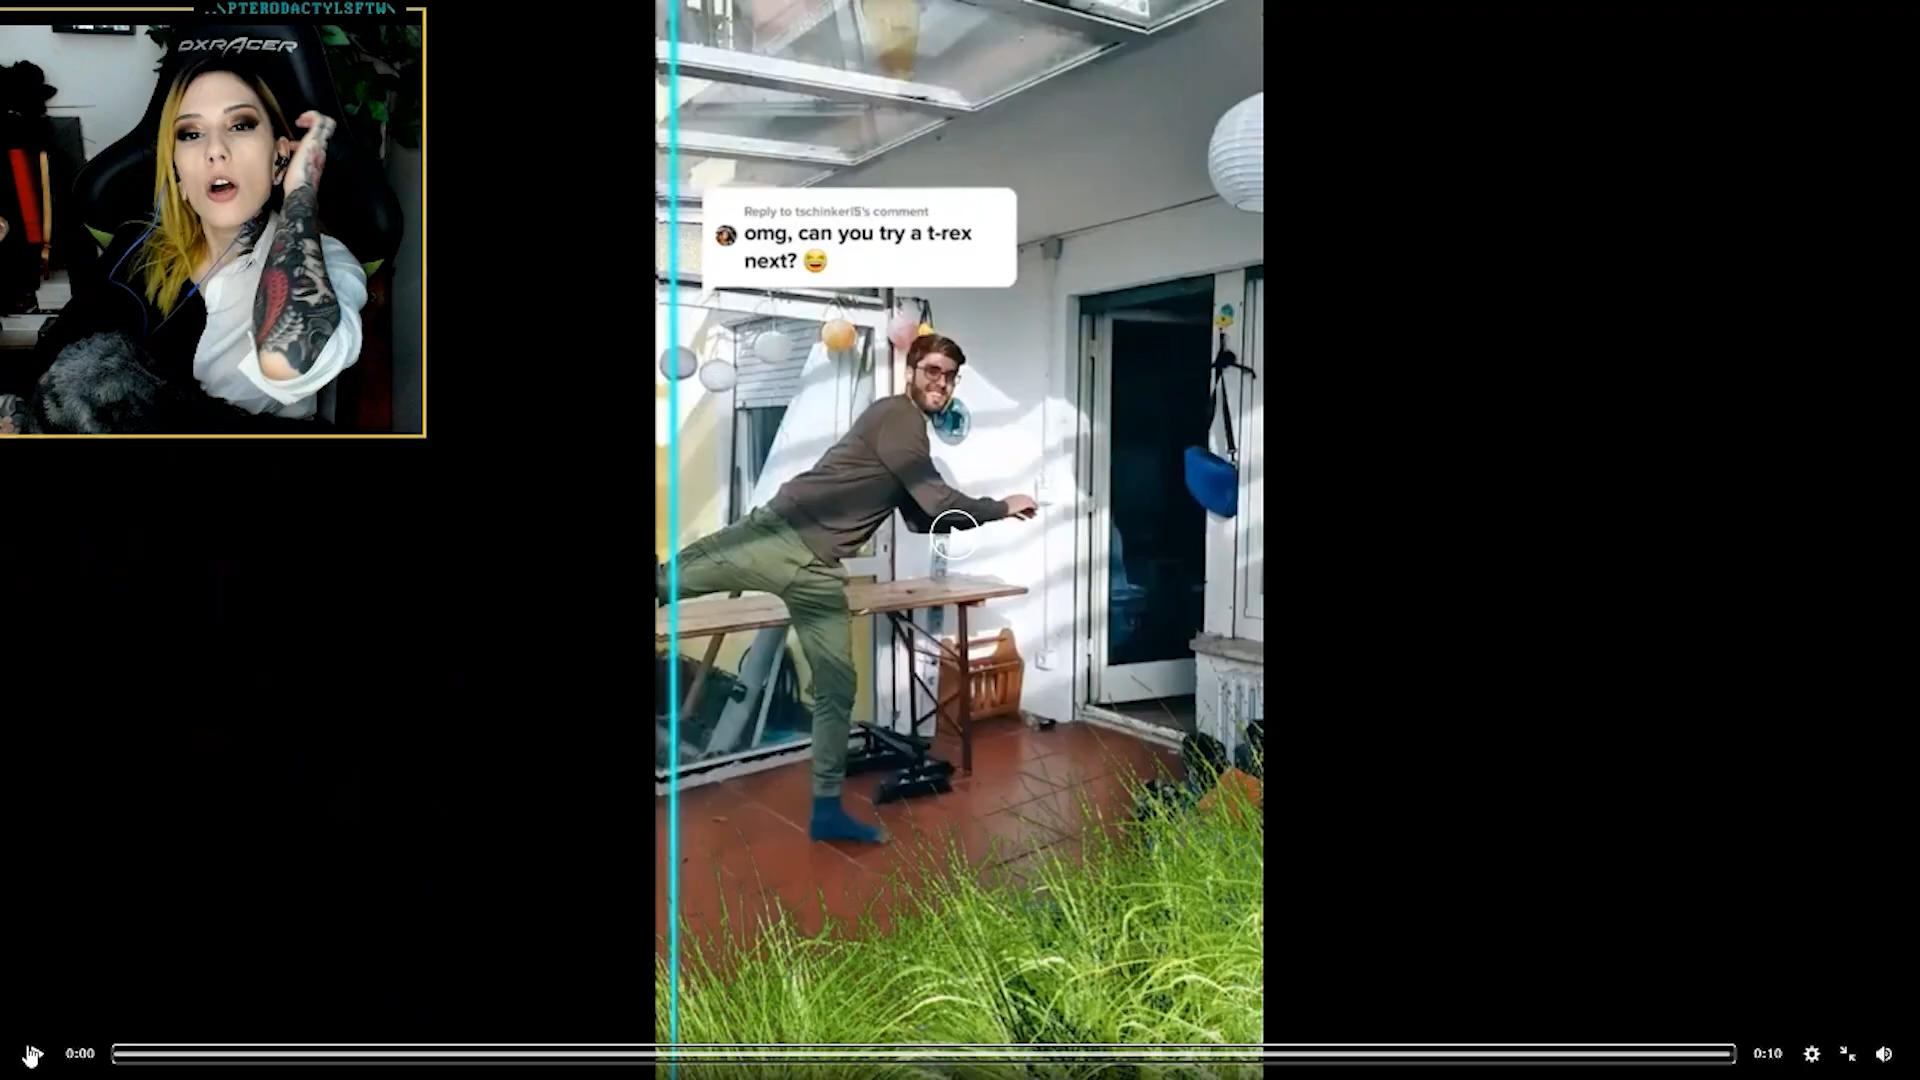 \PTERODACTYLSFTW\
DXRACER
Reply to tschinkerl5's comment
omg, can you try a t-rex
next? 😂
0:00
0:10